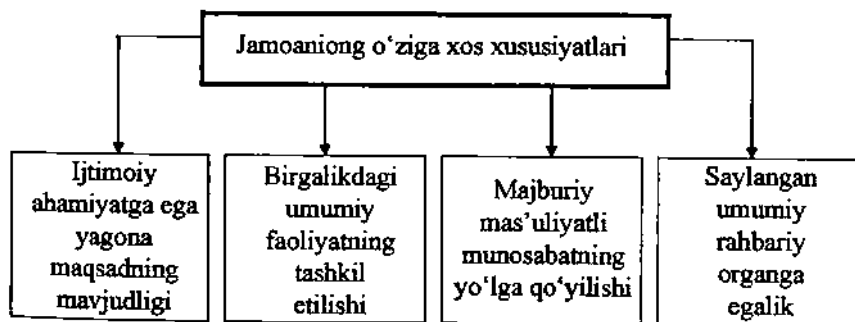 Jamoaniong o‘ziga xos xususiyatlari
Ijtimoiy
ahamiyatga ega
yagona
maqsadning
mavjudligi
Birgalikdagi
umumiy
faoliyatning
tashkil
etilishi
Majburiy
mas’uliyatli
munosabatning
yo‘lga qo‘yilishi
Saylangan
umumiy
rahbariy
organga
egalik